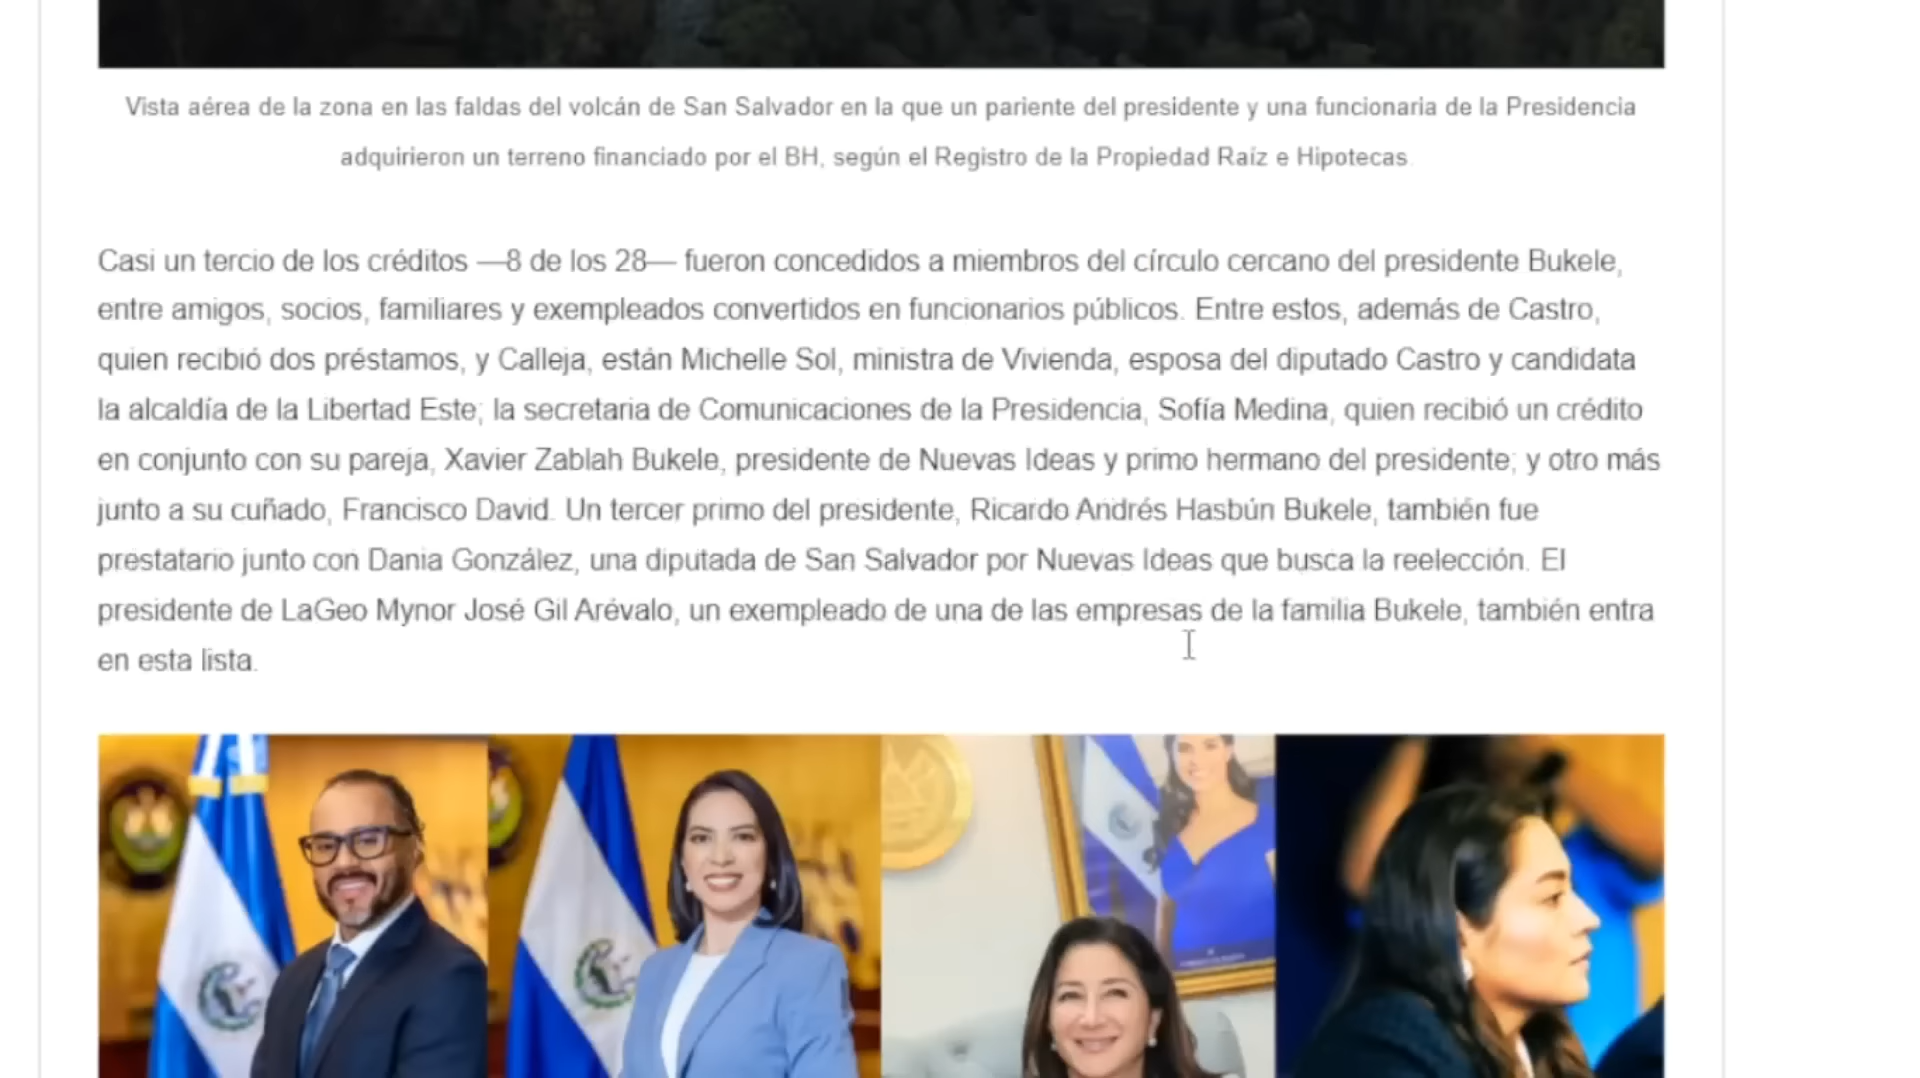 Vista aérea de la zona en las faldas del volcán de San Salvador en la que un pariente del presidente y una funcionaria de la Presidencia
adquirieron un terreno financiado por el BH, según el Registro de la Propiedad Raíz e Hipotecas.
Casi un tercio de los créditos —8 de los 28— fueron concedidos a miembros del círculo cercano del presidente Bukele,
entre amigos, socios, familiares y exempleados convertidos en funcionarios públicos. Entre estos, además de Castro,
quien recibió dos préstamos, y Calleja, están Michelle Sol, ministra de Vivienda, esposa del diputado Castro y candidata
la alcaldía de la Libertad Este; la secretaria de Comunicaciones de la Presidencia, Sofía Medina, quien recibió un crédito
en conjunto con su pareja, Xavier Zablah Bukele, presidente de Nuevas Ideas y primo hermano del presidente; y otro más
junto a su cuñado, Francisco David. Un tercer primo del presidente, Ricardo Andrés Hasbún Bukele, también fue
prestatario junto con Dania González, una diputada de San Salvador por Nuevas Ideas que busca la reelección. El
presidente de LaGeo Mynor José Gil Arévalo, un exempleado de una de las empresas de la familia Bukele, también entra
en esta lista.